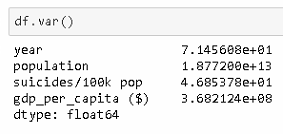 df.var()
year 7.145608e+01
population 1.877200e+13
suicides/100k pop 4.685378e+01
gdp_per_capita ($) 3.682124e+08
dtype: float64